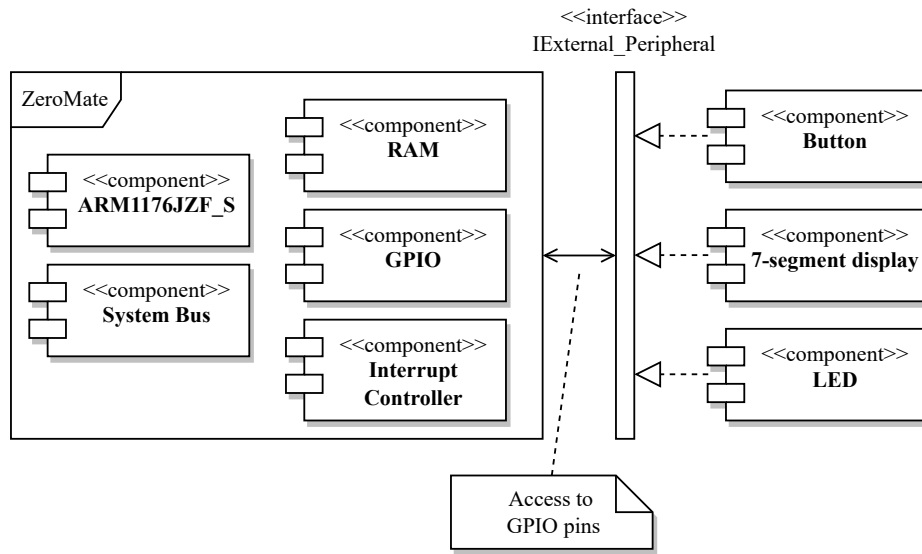 <<interface>>
IExternal_Peripheral
ZeroMate
<<component>>
RAM
<<component>>
ARM1176JZF_S
<<component>>
GPIO
<<component>>
System Bus
<<component>>
Interrupt
Controller
<<component>>
Button
<<component>>
7-segment display
<<component>>
LED
Access to
GPIO pins